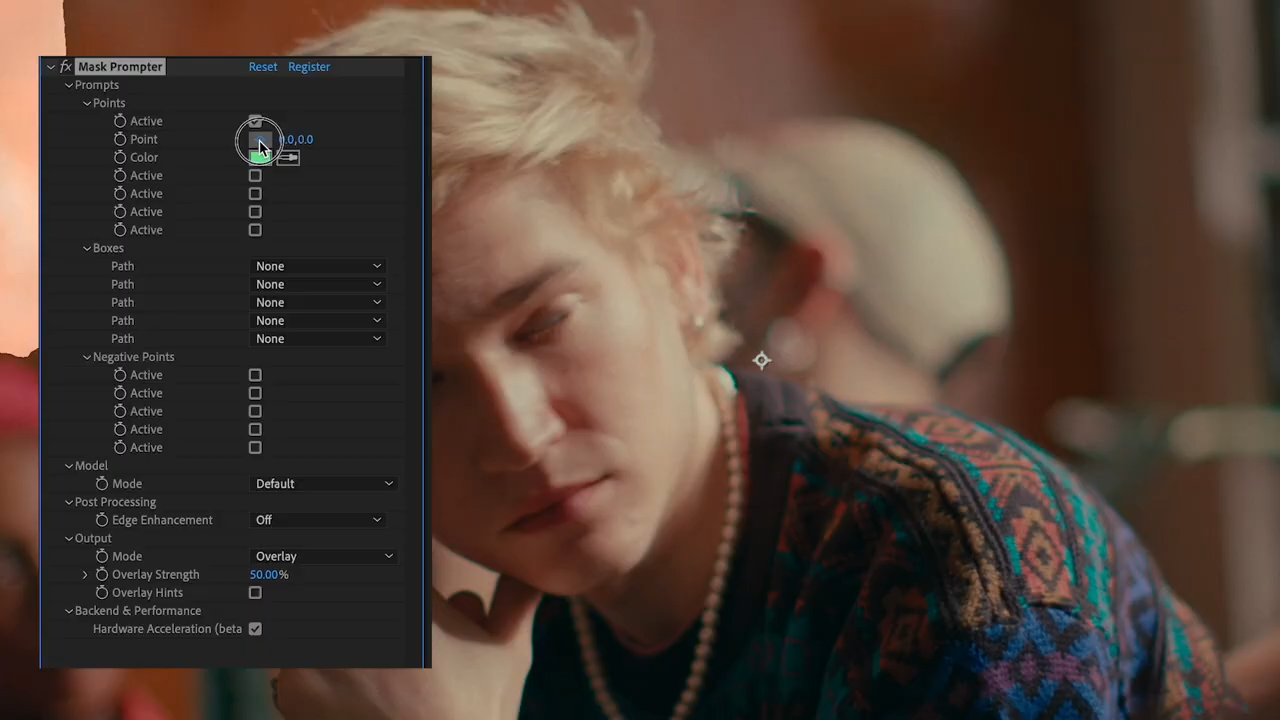 fx Mask Prompter Reset Register
Prompts
Points
Active
Point .0,0.0
Color
Active
Active
Active
Active
Boxes
Path None
Path None
Path None
Path None
Path None
Negative Points
Active
Active
Active
Active
Active
Model
Mode Default
Post Processing
Edge Enhancement Off
Output
Mode Overlay
Overlay Strength 50.00%
Overlay Hints
Backend & Performance
Hardware Acceleration (beta